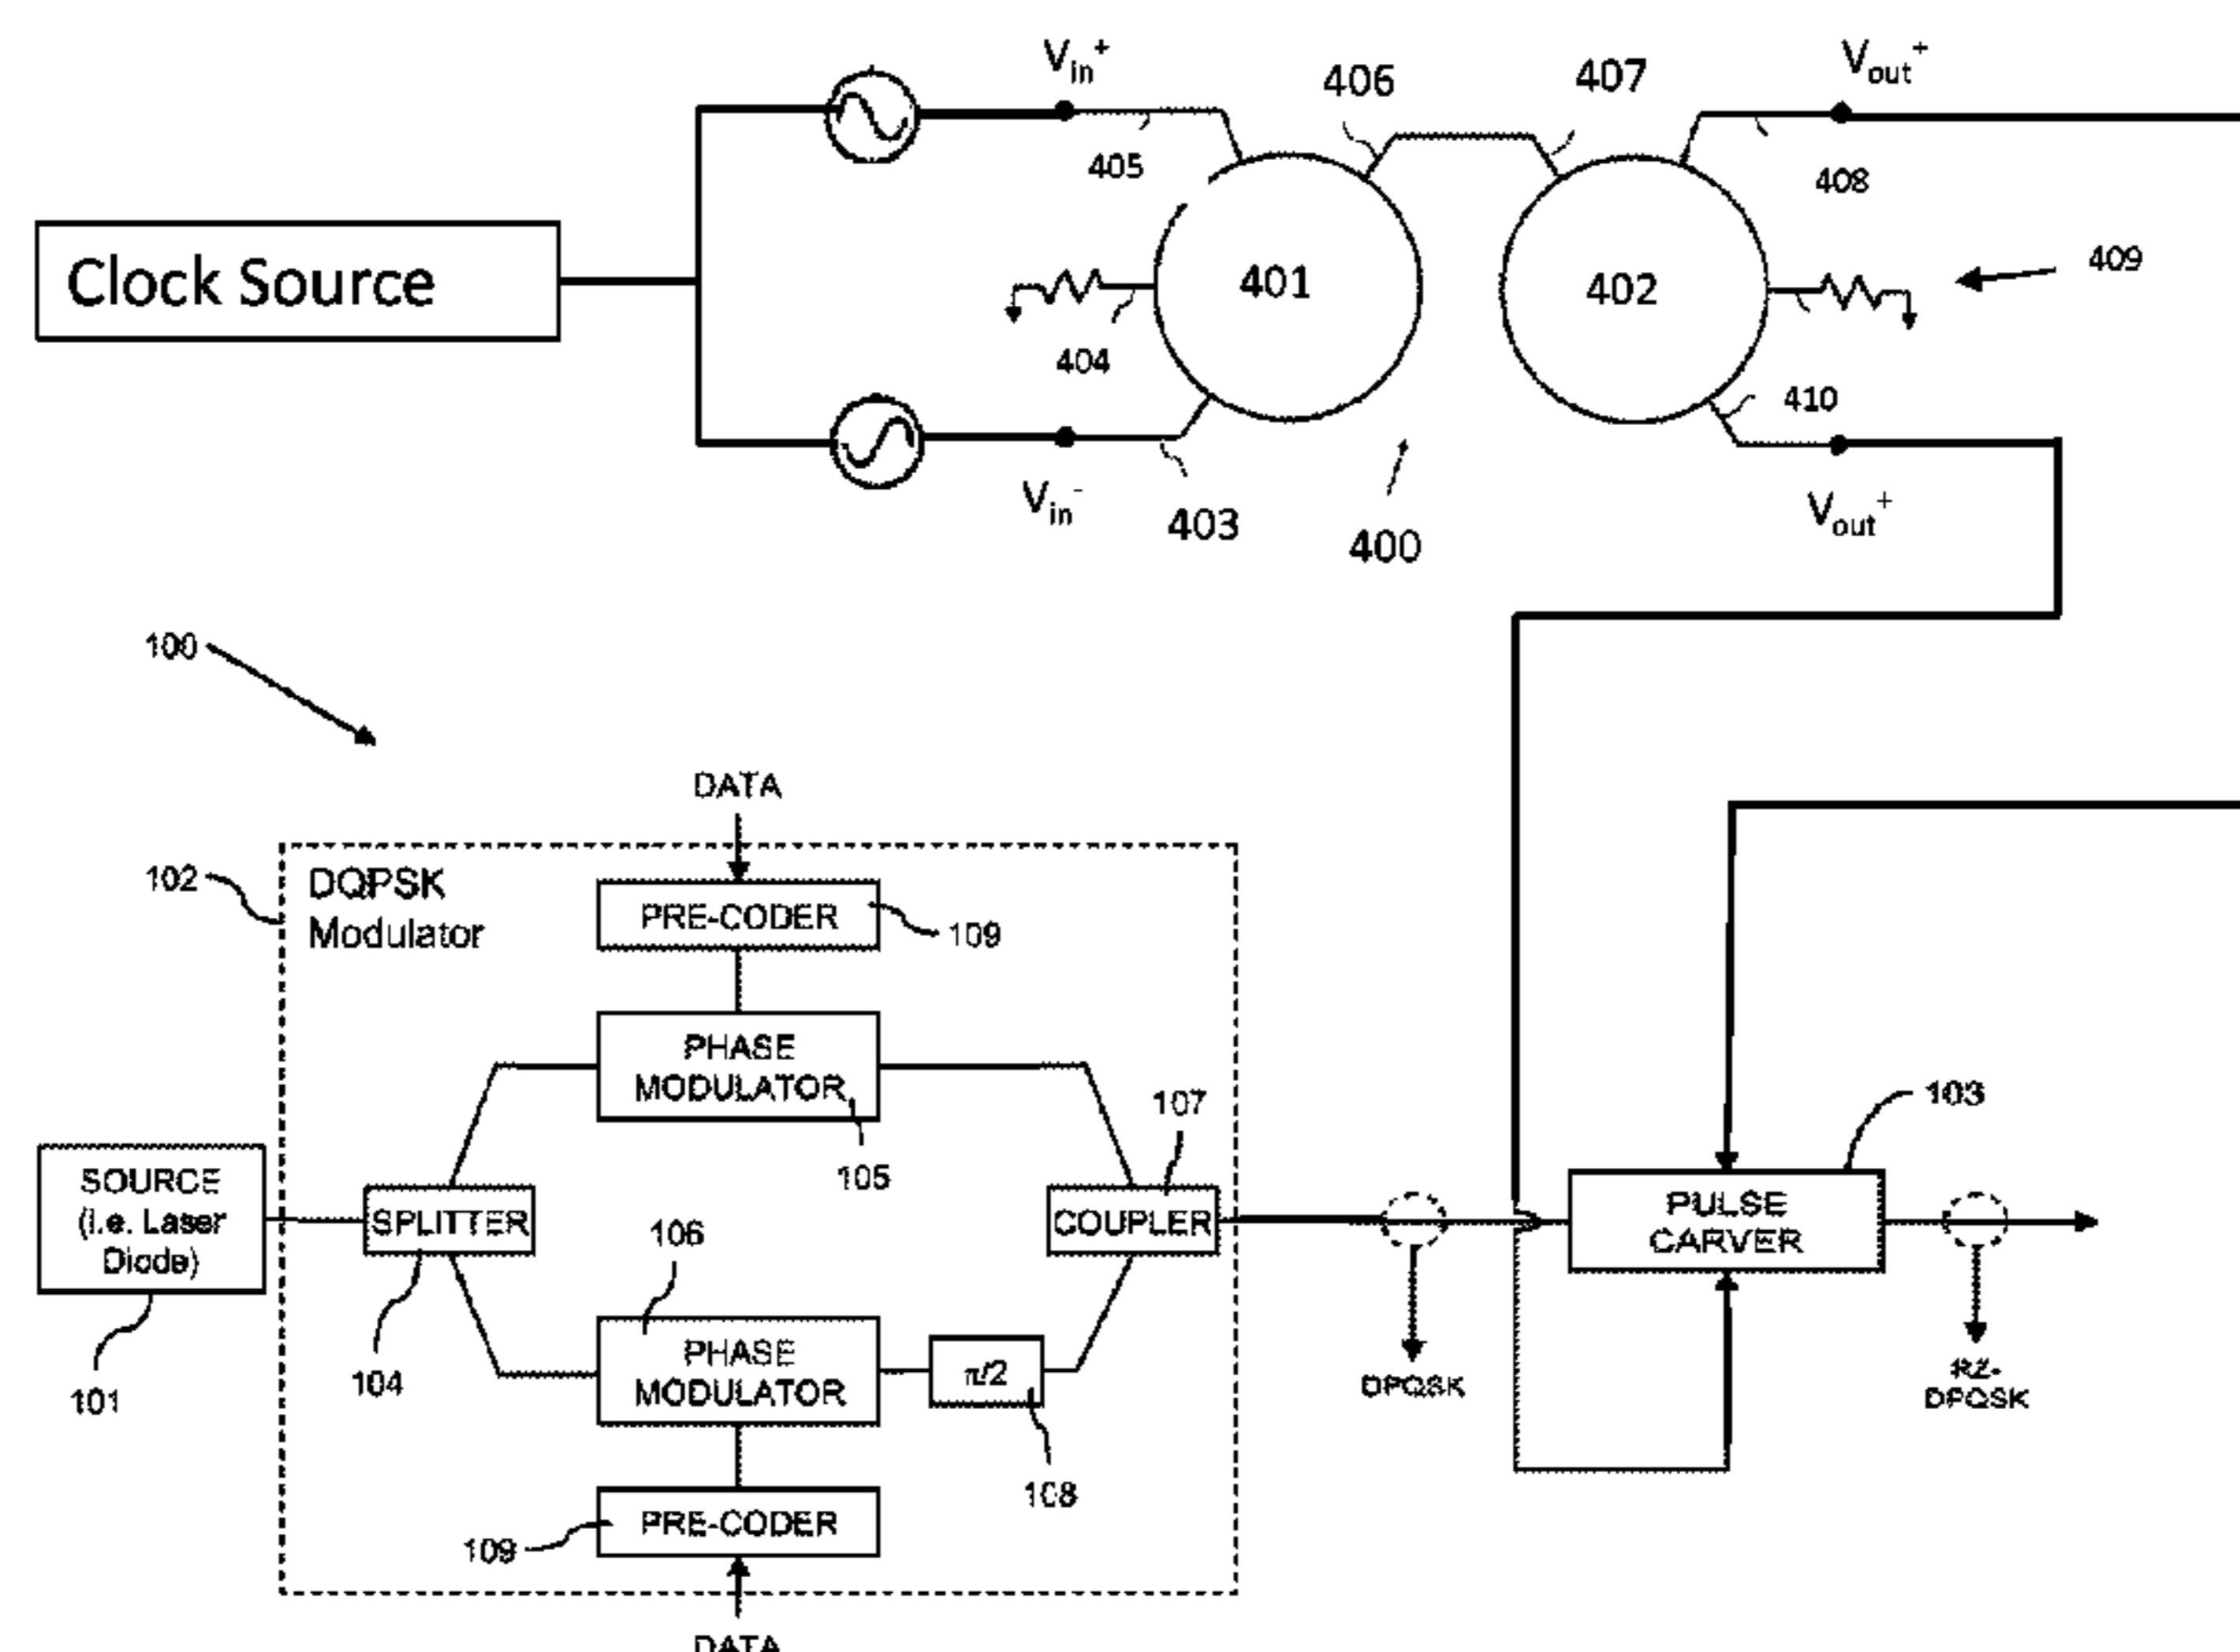 V_in^+
406
407
V_out^+
405
408
Clock Source
401
402
409
404
410
V_in^-
403
400
V_out^+
100
DATA
102
DQPSK
Modulator
PRE-CODER
109
PHASE
MODULATOR
105
107
103
SOURCE
(i.e. Laser
Diode)
SPLITTER
COUPLER
PULSE
CARVER
106
101
104
PHASE
MODULATOR
π/2
DPQSK
RZ-
DPQSK
108
PRE-CODER
109
DATA